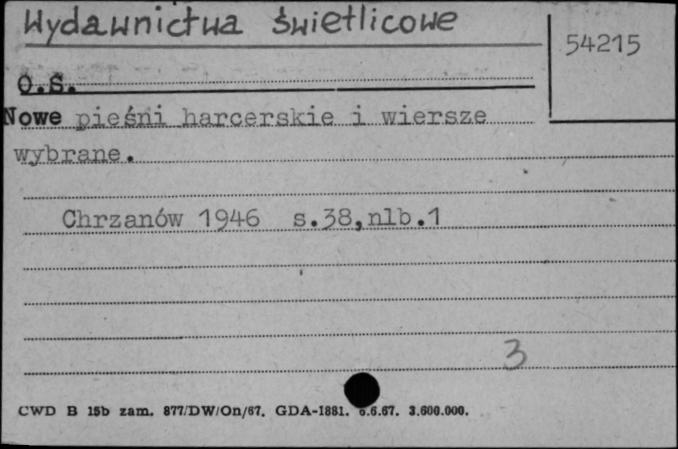 Wydawnictwa świetlicowe
54215
O.S.
Nowe pieśni harcerskie i wiersze
wybrane.
Chrzanów 1946 s.38,nlb.1
3
CWD B 15b zam. 877/DW/On/67. GDA-1881. 6.6.67. 3.600.000.